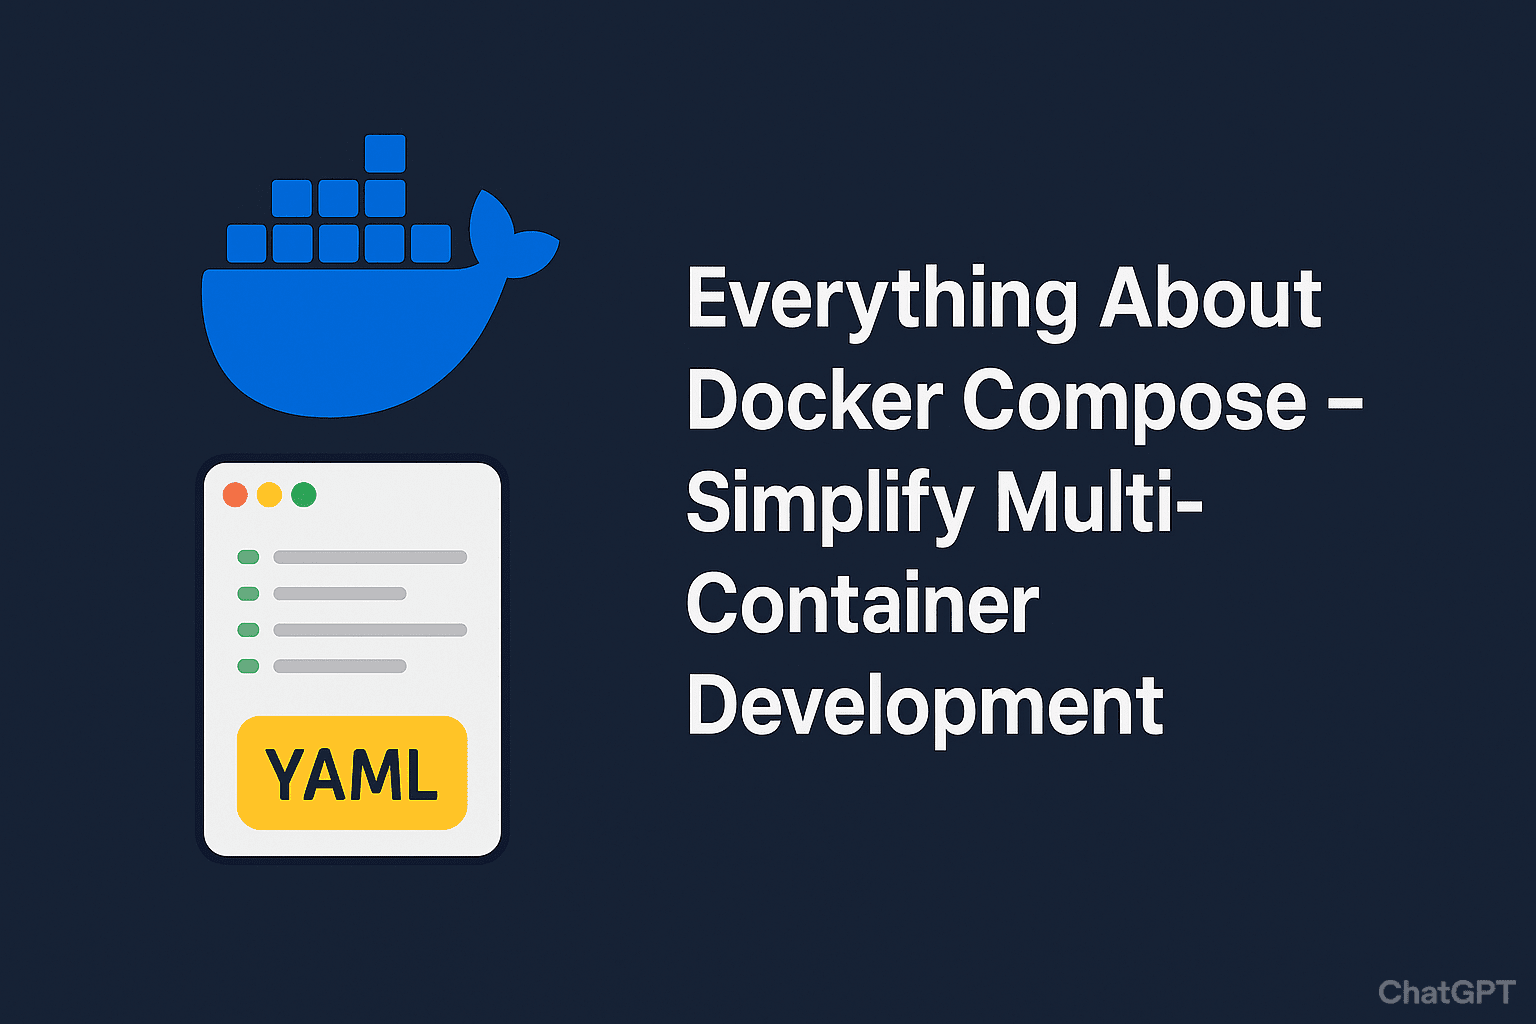 Everything About
Docker Compose –
Simplify Multi-
Container
Development
YAML
ChatGPT